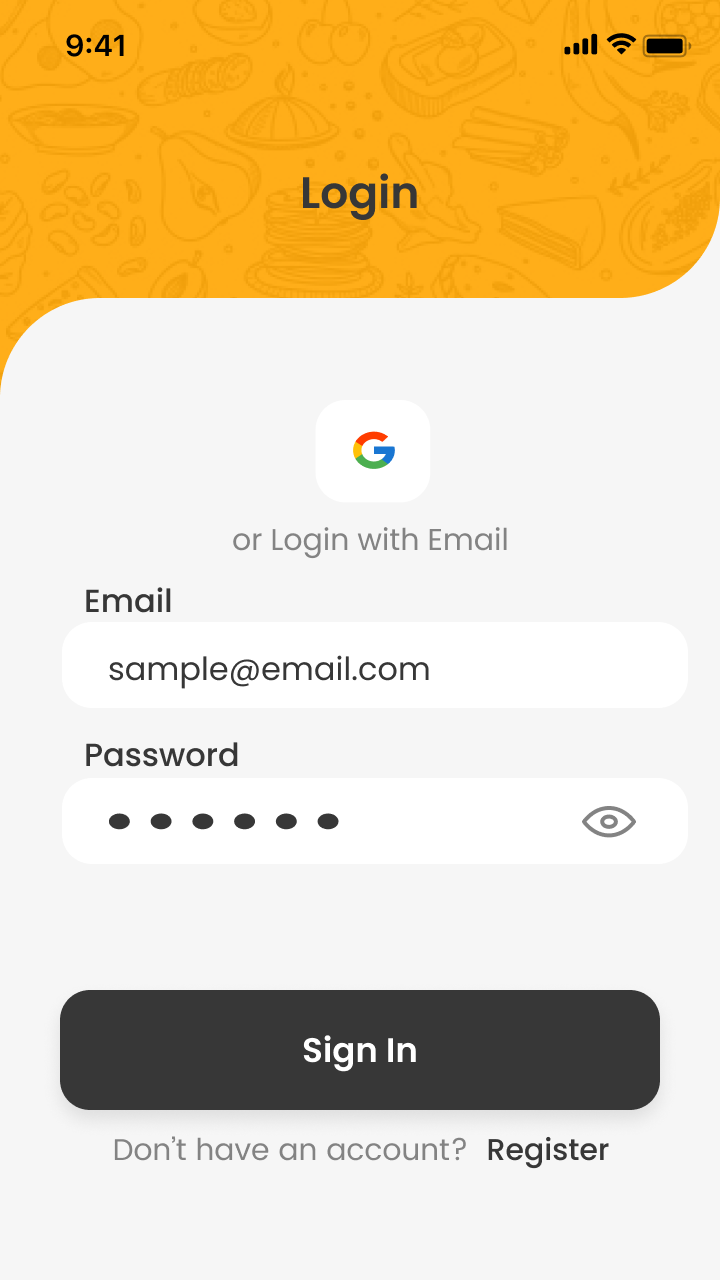 9:41
Login
or Login with Email
Email
sample@email.com
Password
Sign In
Don't have an account? Register